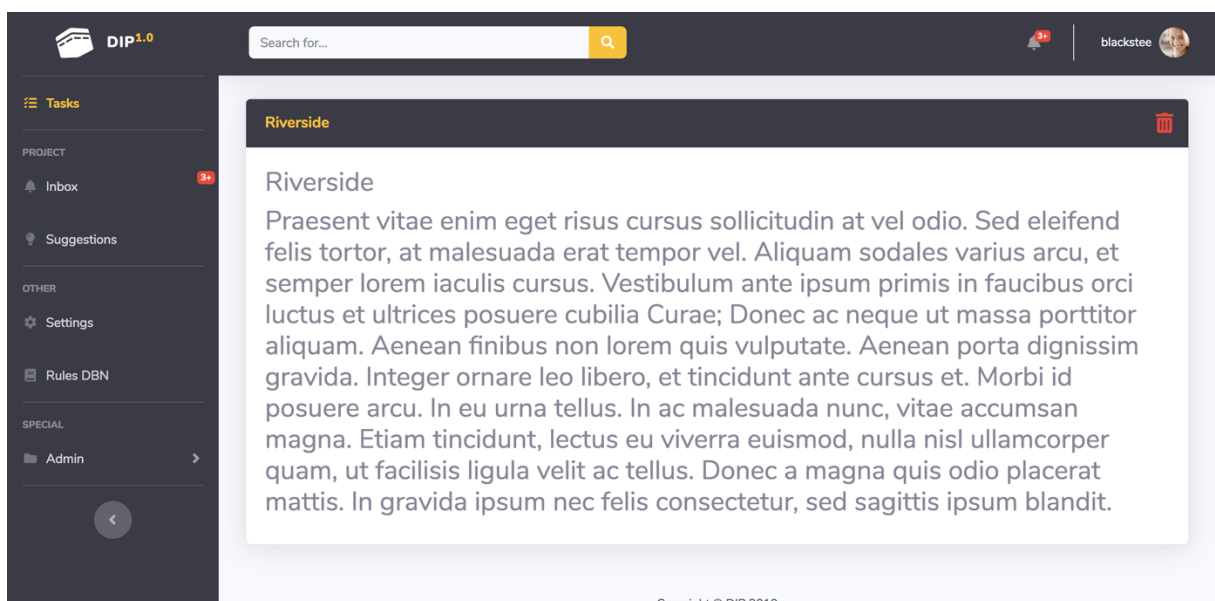 DIP1.0
Search for...
3+
blackstee
Tasks
Riverside
PROJECT
Inbox
3+
Suggestions
OTHER
Settings
Rules DBN
SPECIAL
Admin
Riverside
Praesent vitae enim eget risus cursus sollicitudin at vel odio. Sed eleifend
felis tortor, at malesuada erat tempor vel. Aliquam sodales varius arcu, et
semper lorem iaculis cursus. Vestibulum ante ipsum primis in faucibus orci
luctus et ultrices posuere cubilia Curae; Donec ac neque ut massa porttitor
aliquam. Aenean finibus non lorem quis vulputate. Aenean porta dignissim
gravida. Integer ornare leo libero, et tincidunt ante cursus et. Morbi id
posuere arcu. In eu urna tellus. In ac malesuada nunc, vitae accumsan
magna. Etiam tincidunt, lectus eu viverra euismod, nulla nisl ullamcorper
quam, ut facilisis ligula velit ac tellus. Donec a magna quis odio placerat
mattis. In gravida ipsum nec felis consectetur, sed sagittis ipsum blandit.